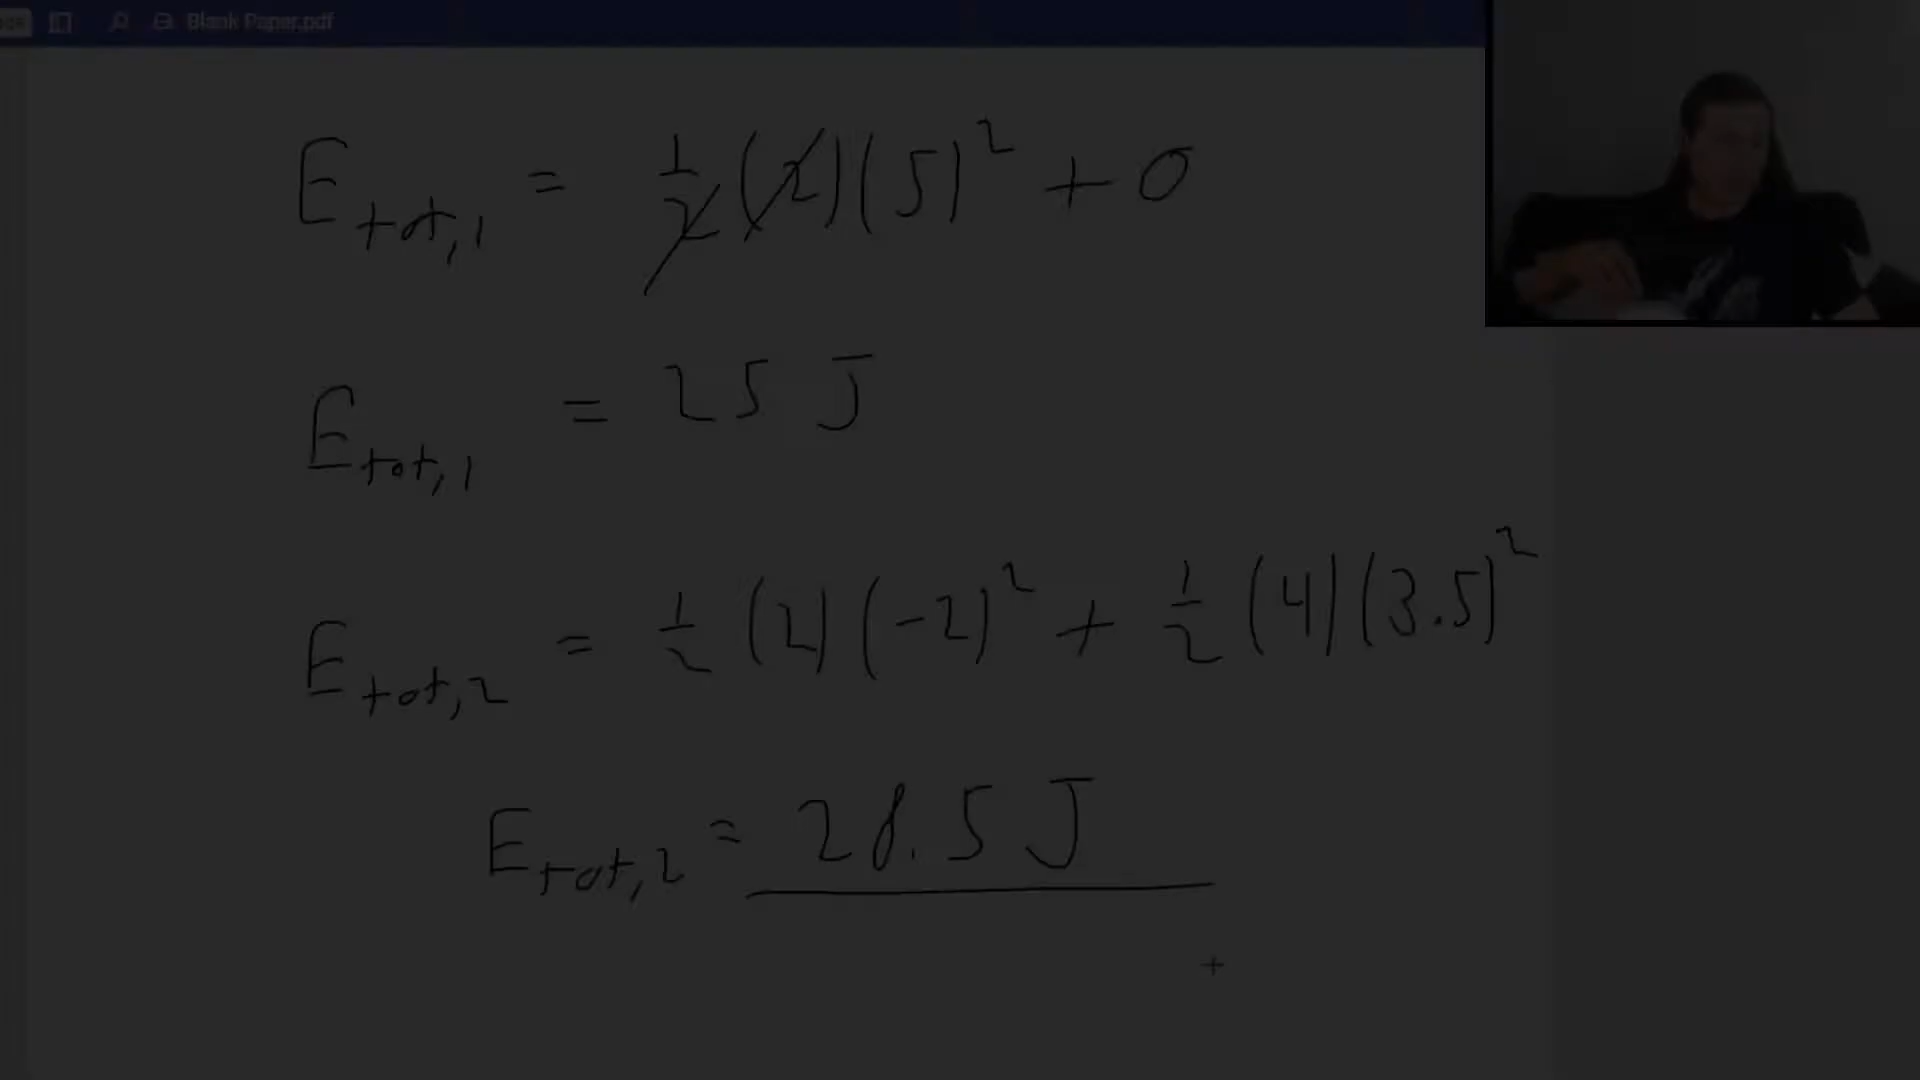 Blank Paper.pdf
E_tot,1 = 1/2 (2)(5)^2 + 0
E_tot,1 = 25 J
E_tot,2 = 1/2 (2)(-2)^2 + 1/2 (4)(3.5)^2
E_tot,2 = 28.5 J